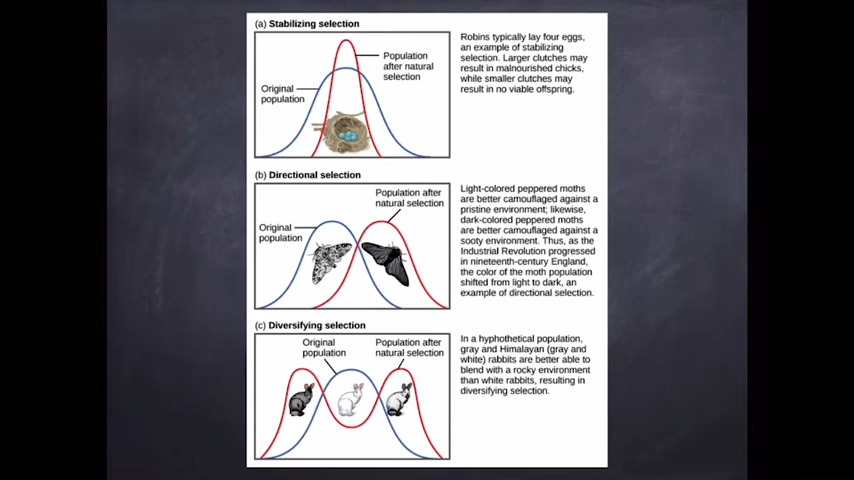 (a) Stabilizing selection
Population
after natural
selection
Original
population
Robins typically lay four eggs,
an example of stabilizing
selection. Larger clutches may
result in malnourished chicks,
while smaller clutches may
result in no viable offspring.
(b) Directional selection
Population after
natural selection
Original
population
Light-colored peppered moths
are better camouflaged against a
pristine environment; likewise,
dark-colored peppered moths
are better camouflaged against a
sooty environment. Thus, as the
Industrial Revolution progressed
in nineteenth-century England,
the color of the moth population
shifted from light to dark, an
example of directional selection.
(c) Diversifying selection
Original
population
Population after
natural selection
In a hyphothetical population,
gray and Himalayan (gray and
white) rabbits are better able to
blend with a rocky environment
than white rabbits, resulting in
diversifying selection.